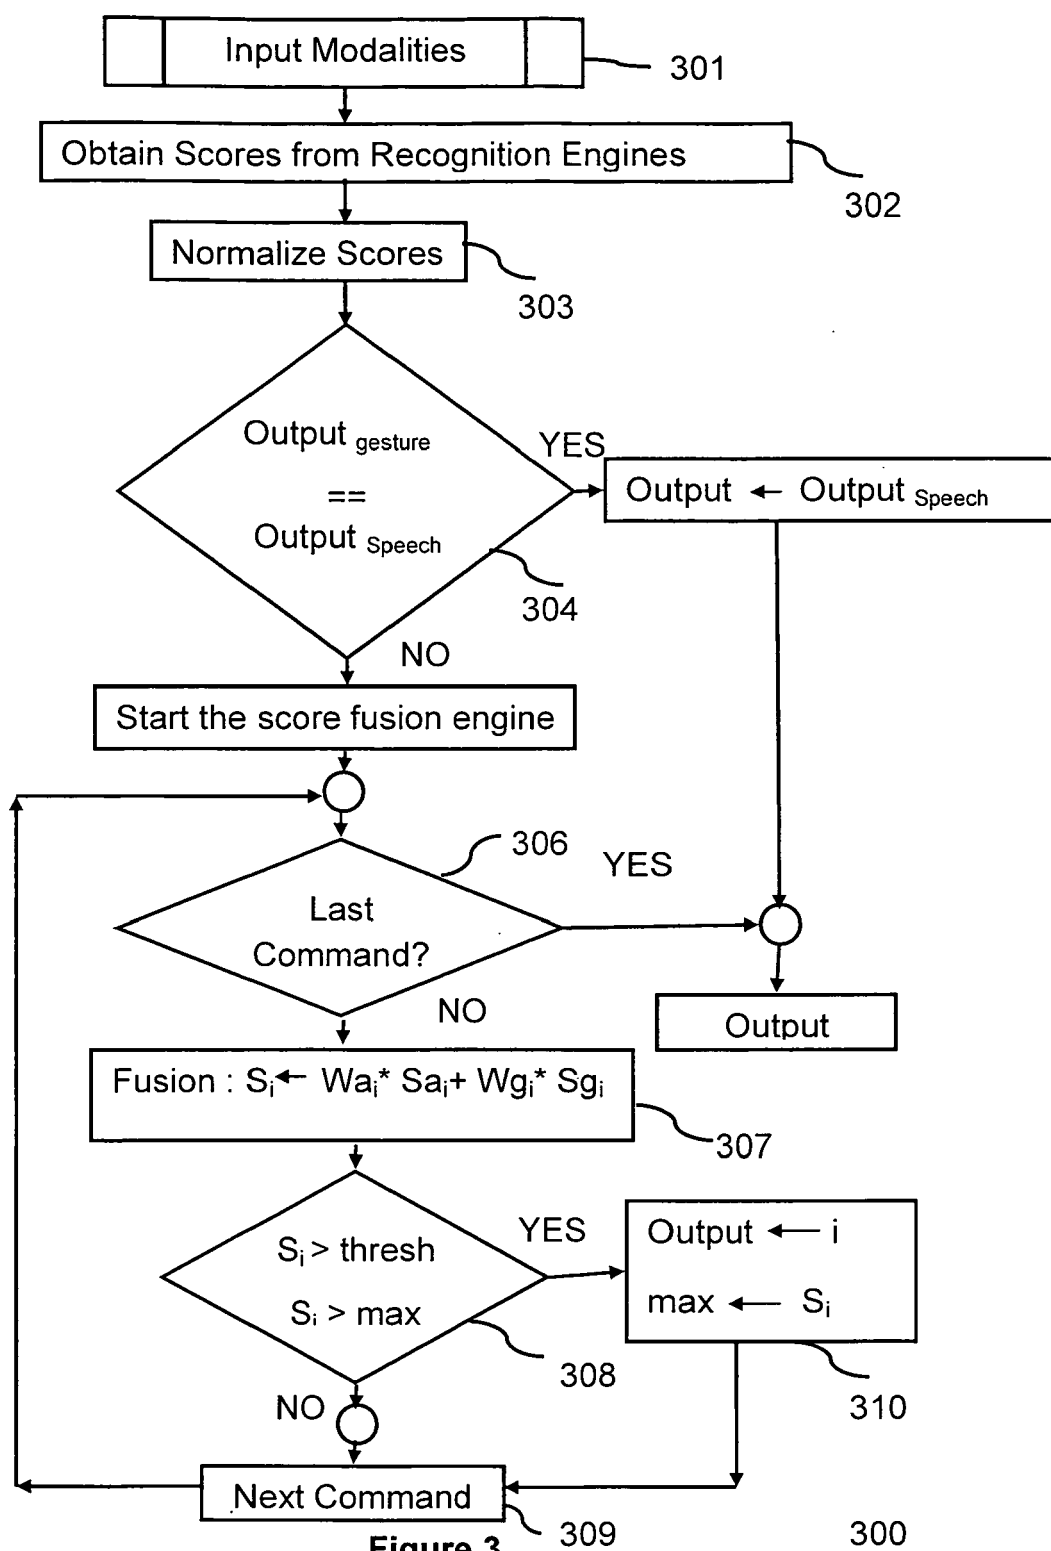 Input Modalities
301
Obtain Scores from Recognition Engines
302
Normalize Scores
303
Output gesture
==
Output Speech
304
YES
Output ← Output Speech
NO
Start the score fusion engine
306
Last
Command?
YES
NO
Output
Fusion : Si ← Wai* Sai+ Wgi* Sgi
307
Si > thresh
Si > max
308
YES
Output ← i
max ← Si
310
NO
Next Command
309
Figure 3
300